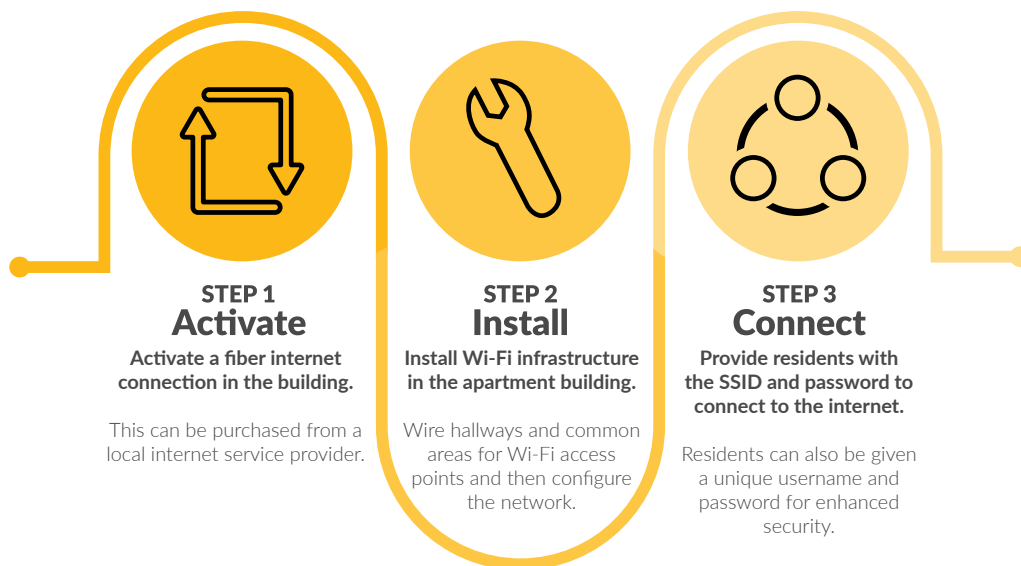 STEP 1
Activate
Activate a fiber internet
connection in the building.
This can be purchased from a
local internet service provider.
STEP 2
Install
Install Wi-Fi infrastructure
in the apartment building.
Wire hallways and common
areas for Wi-Fi access
points and then configure
the network.
STEP 3
Connect
Provide residents with
the SSID and password to
connect to the internet.
Residents can also be given
a unique username and
password for enhanced
security.